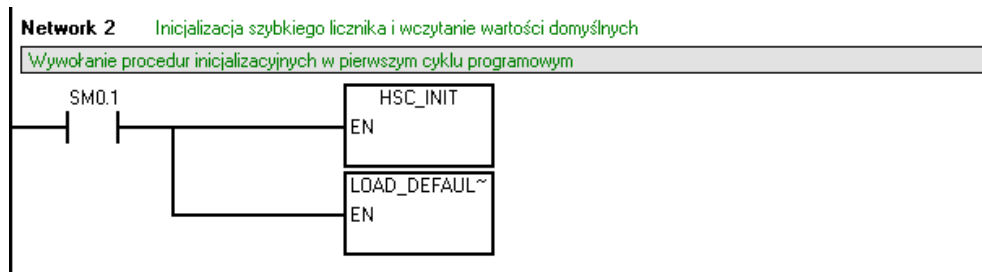 Network 2 Inicjalizacja szybkiego licznika i wczytanie wartości domyślnych
Wywołanie procedur inicjalizacyjnych w pierwszym cyklu programowym
SM0.1
HSC_INIT
EN
LOAD_DEFAUL~
EN